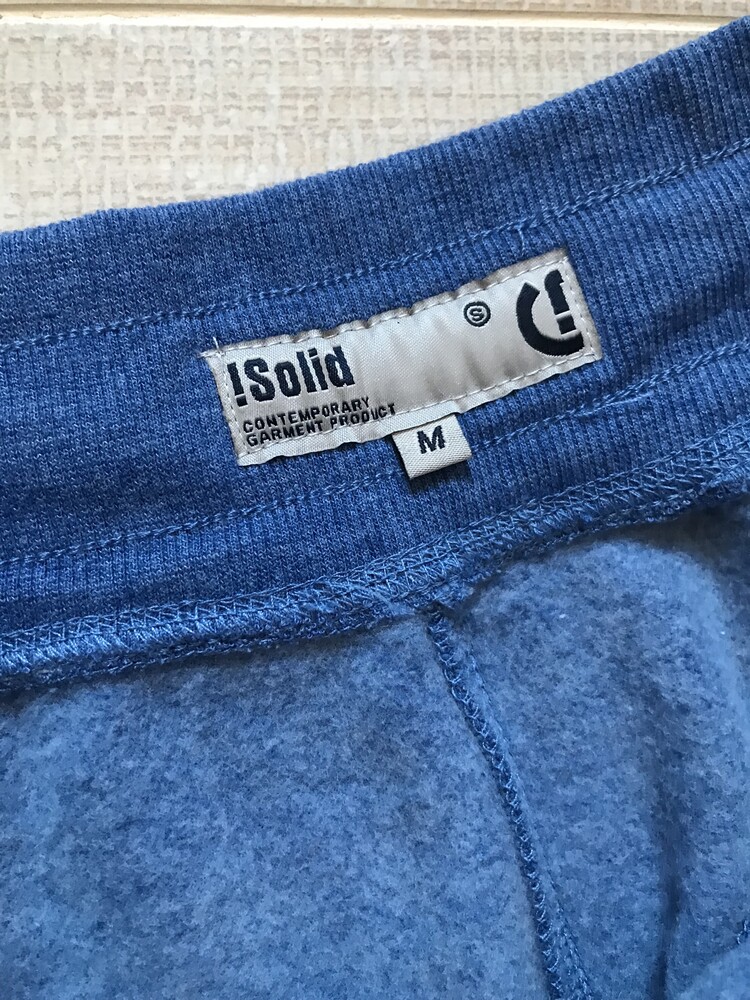 !Solid
Ⓢ
CONTEMPORARY
GARMENT PRODUCT
M